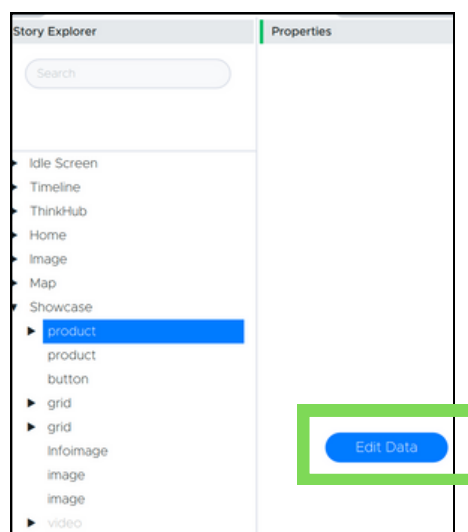 Story Explorer
Properties
Search
Idle Screen
Timeline
ThinkHub
Home
Image
Map
Showcase
product
product
button
grid
grid
Infoimage
image
image
video
Edit Data